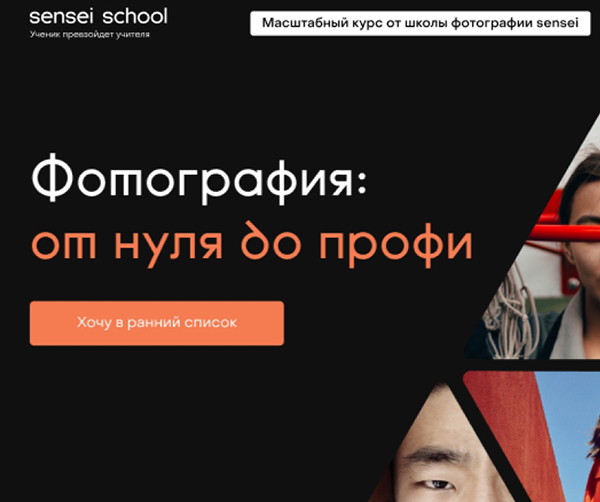 sensei school
Ученик превзойдет учителя
Масштабный курс от школы фотографии sensei
Фотография:
от нуля до профи
Хочу в ранний список